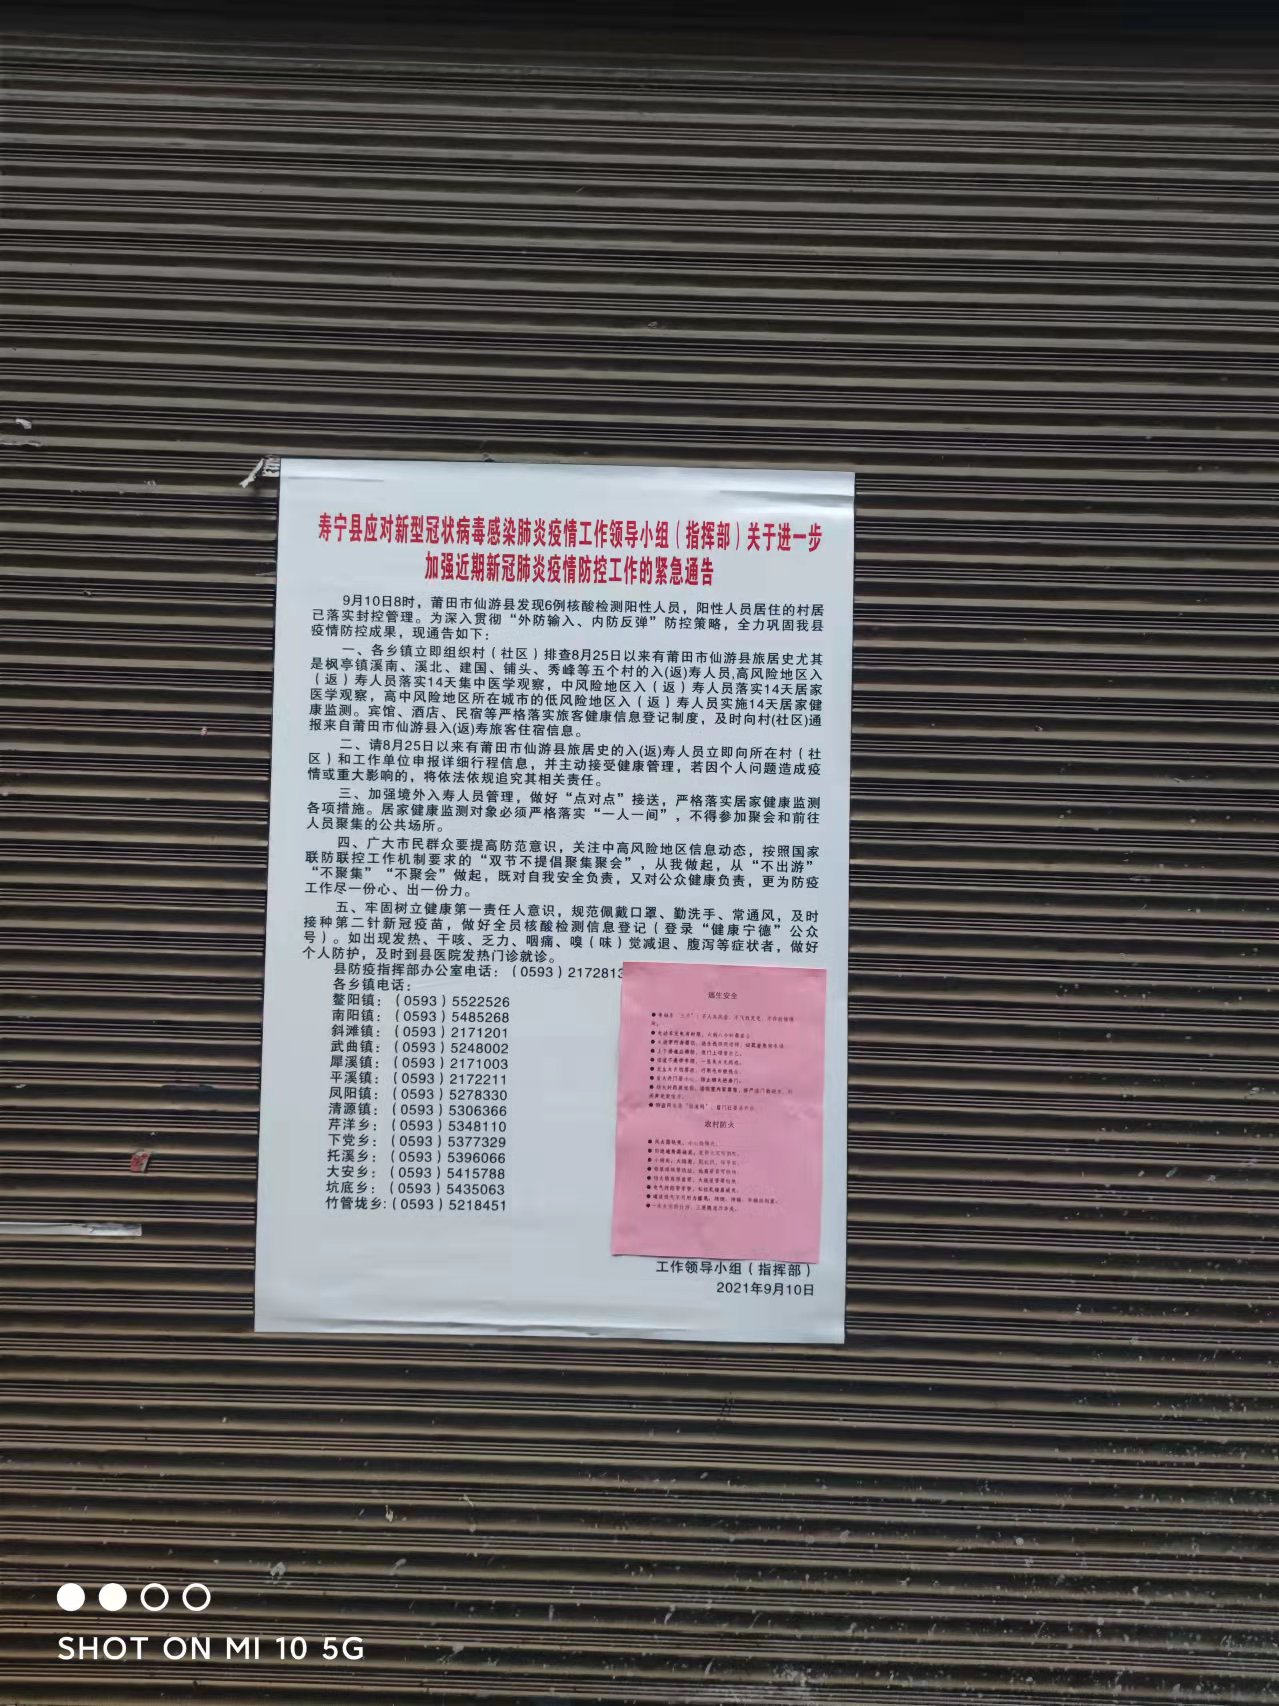 寿宁县应对新型冠状病毒感染肺炎疫情工作领导小组（指挥部）关于进一步
加强近期新冠肺炎疫情防控工作的紧急通告
9月10日8时，莆田市仙游县发现6例核酸检测阳性人员，阳性人员居住的村居
已落实封控管理。为深入贯彻“外防输入、内防反弹”防控策略，全力巩固我县
疫情防控成果，现通告如下：
一、各乡镇立即组织村（社区）排查8月25日以来有莆田市仙游县旅居史尤其
是枫亭镇溪南、溪北、建国、铺头、秀峰等五个村的入(返)寿人员,高风险地区入
（返）寿人员落实14天集中医学观察，中风险地区入（返）寿人员落实14天居家
医学观察，高中风险地区所在城市的低风险地区入（返）寿人员实施14天居家健
康监测。宾馆、酒店、民宿等严格落实旅客健康信息登记制度，及时向村(社区)通
报来自莆田市仙游县入(返)寿旅客住宿信息。
二、请8月25日以来有莆田市仙游县旅居史的入(返)寿人员立即向所在村（社
区）和工作单位申报详细行程信息，并主动接受健康管理，若因个人问题造成疫
情或重大影响的，将依法依规追究其相关责任。
三、加强境外入寿人员管理，做好“点对点”接送，严格落实居家健康监测
各项措施。居家健康监测对象必须严格落实“一人一间”，不得参加聚会和前往
人员聚集的公共场所。
四、广大市民群众要提高防范意识，关注中高风险地区信息动态，按照国家
联防联控工作机制要求的“双节不提倡聚集聚会”，从我做起，从“不出游”
“不聚集”“不聚会”做起，既对自我安全负责，又对公众健康负责，更为防疫
工作尽一份心、出一份力。
五、牢固树立健康第一责任人意识，规范佩戴口罩、勤洗手、常通风，及时
接种第二针新冠疫苗，做好全员核酸检测信息登记（登录“健康宁德”公众
号）。如出现发热、干咳、乏力、咽痛、嗅（味）觉减退、腹泻等症状者，做好
个人防护，及时到县医院发热门诊就诊。
县防疫指挥部办公室电话：（0593）2172813
各乡镇电话：
鳌阳镇：（0593）5522526
南阳镇：（0593）5485268
斜滩镇：（0593）2171201
武曲镇：（0593）5248002
犀溪镇：（0593）2171003
平溪镇：（0593）2172211
凤阳镇：（0593）5278330
清源镇：（0593）5306366
芹洋乡：（0593）5348110
下党乡：（0593）5377329
托溪乡：（0593）5396066
大安乡：（0593）5415788
坑底乡：（0593）5435063
竹管垅乡:（0593）5218451
逃生安全
农村防火
工作领导小组（指挥部）
2021年9月10日
SHOT ON MI 10 5G